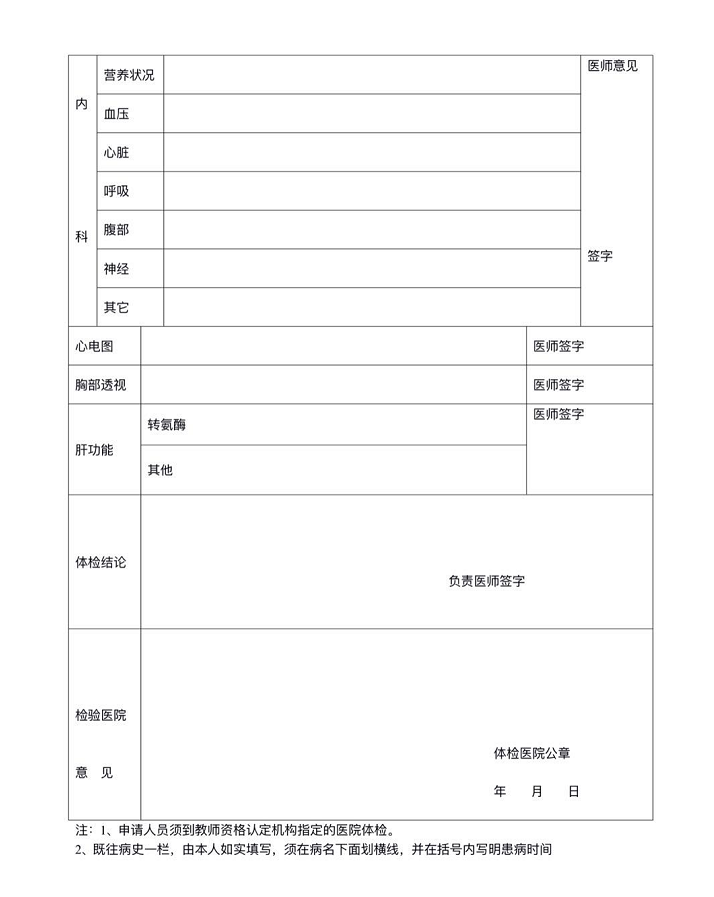 营养状况
医师意见
内
血压
心脏
呼吸
腹部
科
神经
签字
其它
心电图
医师签字
胸部透视
医师签字
肝功能
转氨酶
医师签字
其他
体检结论
负责医师签字
检验医院
意 见
体检医院公章
年 月 日
注：1、申请人员须到教师资格认定机构指定的医院体检。
2、既往病史一栏，由本人如实填写，须在病名下面划横线，并在括号内写明患病时间